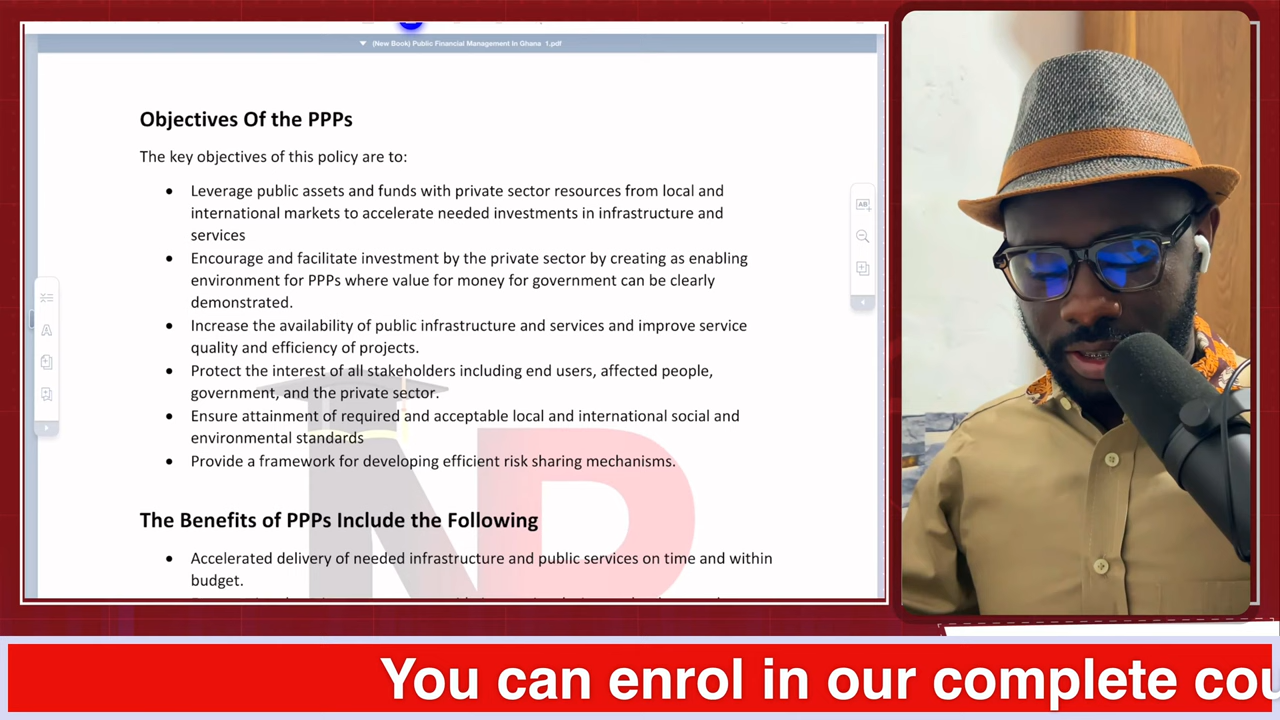 (New Book) Public Financial Management In Ghana 1.pdf
Objectives Of the PPPs
The key objectives of this policy are to:
• Leverage public assets and funds with private sector resources from local and
international markets to accelerate needed investments in infrastructure and
services
• Encourage and facilitate investment by the private sector by creating as enabling
environment for PPPs where value for money for government can be clearly
demonstrated.
• Increase the availability of public infrastructure and services and improve service
quality and efficiency of projects.
• Protect the interest of all stakeholders including end users, affected people,
government, and the private sector.
• Ensure attainment of required and acceptable local and international social and
environmental standards
• Provide a framework for developing efficient risk sharing mechanisms.
The Benefits of PPPs Include the Following
• Accelerated delivery of needed infrastructure and public services on time and within
budget.
ND
You can enrol in our complete cou